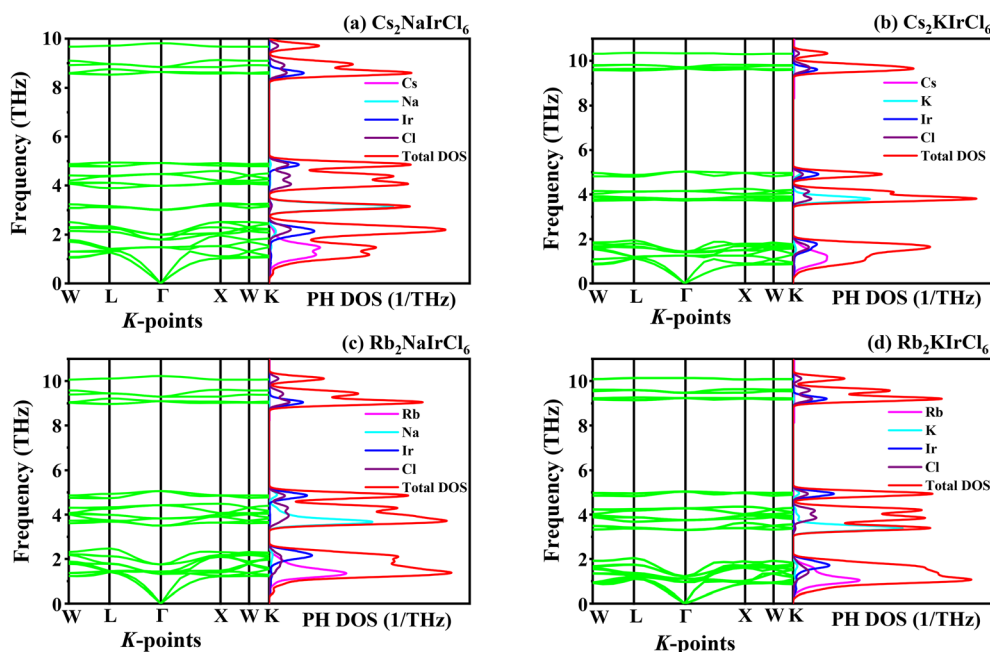 (a) Cs₂NaIrCl₆
Frequency (THz)
10
8
6
4
2
0
Cs
Na
Ir
Cl
Total DOS
W L Γ X W K
PH DOS (1/THz)
K-points
(b) Cs₂KIrCl₆
Frequency (THz)
10
8
6
4
2
0
Cs
K
Ir
Cl
Total DOS
W L Γ X W K
PH DOS (1/THz)
K-points
(c) Rb₂NaIrCl₆
Frequency (THz)
10
8
6
4
2
0
Rb
Na
Ir
Cl
Total DOS
W L Γ X W K
PH DOS (1/THz)
K-points
(d) Rb₂KIrCl₆
Frequency (THz)
10
8
6
4
2
0
Rb
K
Ir
Cl
Total DOS
W L Γ X W K
PH DOS (1/THz)
K-points